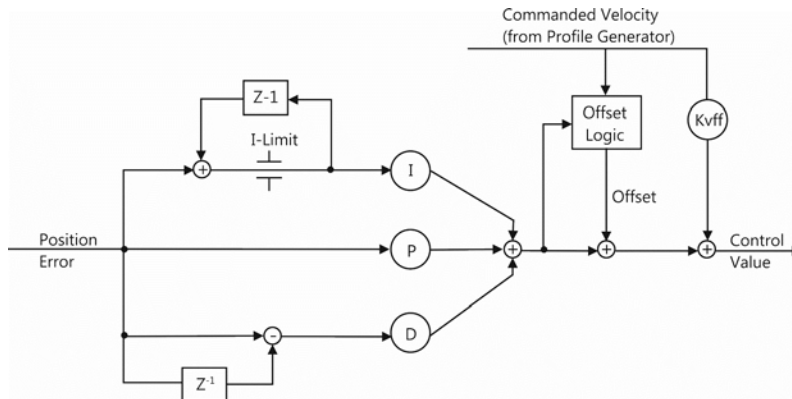 Commanded Velocity
(from Profile Generator)
Z-1
I-Limit
Offset
Logic
Kvff
+
I
Offset
Position
Error
P
+
+
+
Control
Value
-
D
Z-1